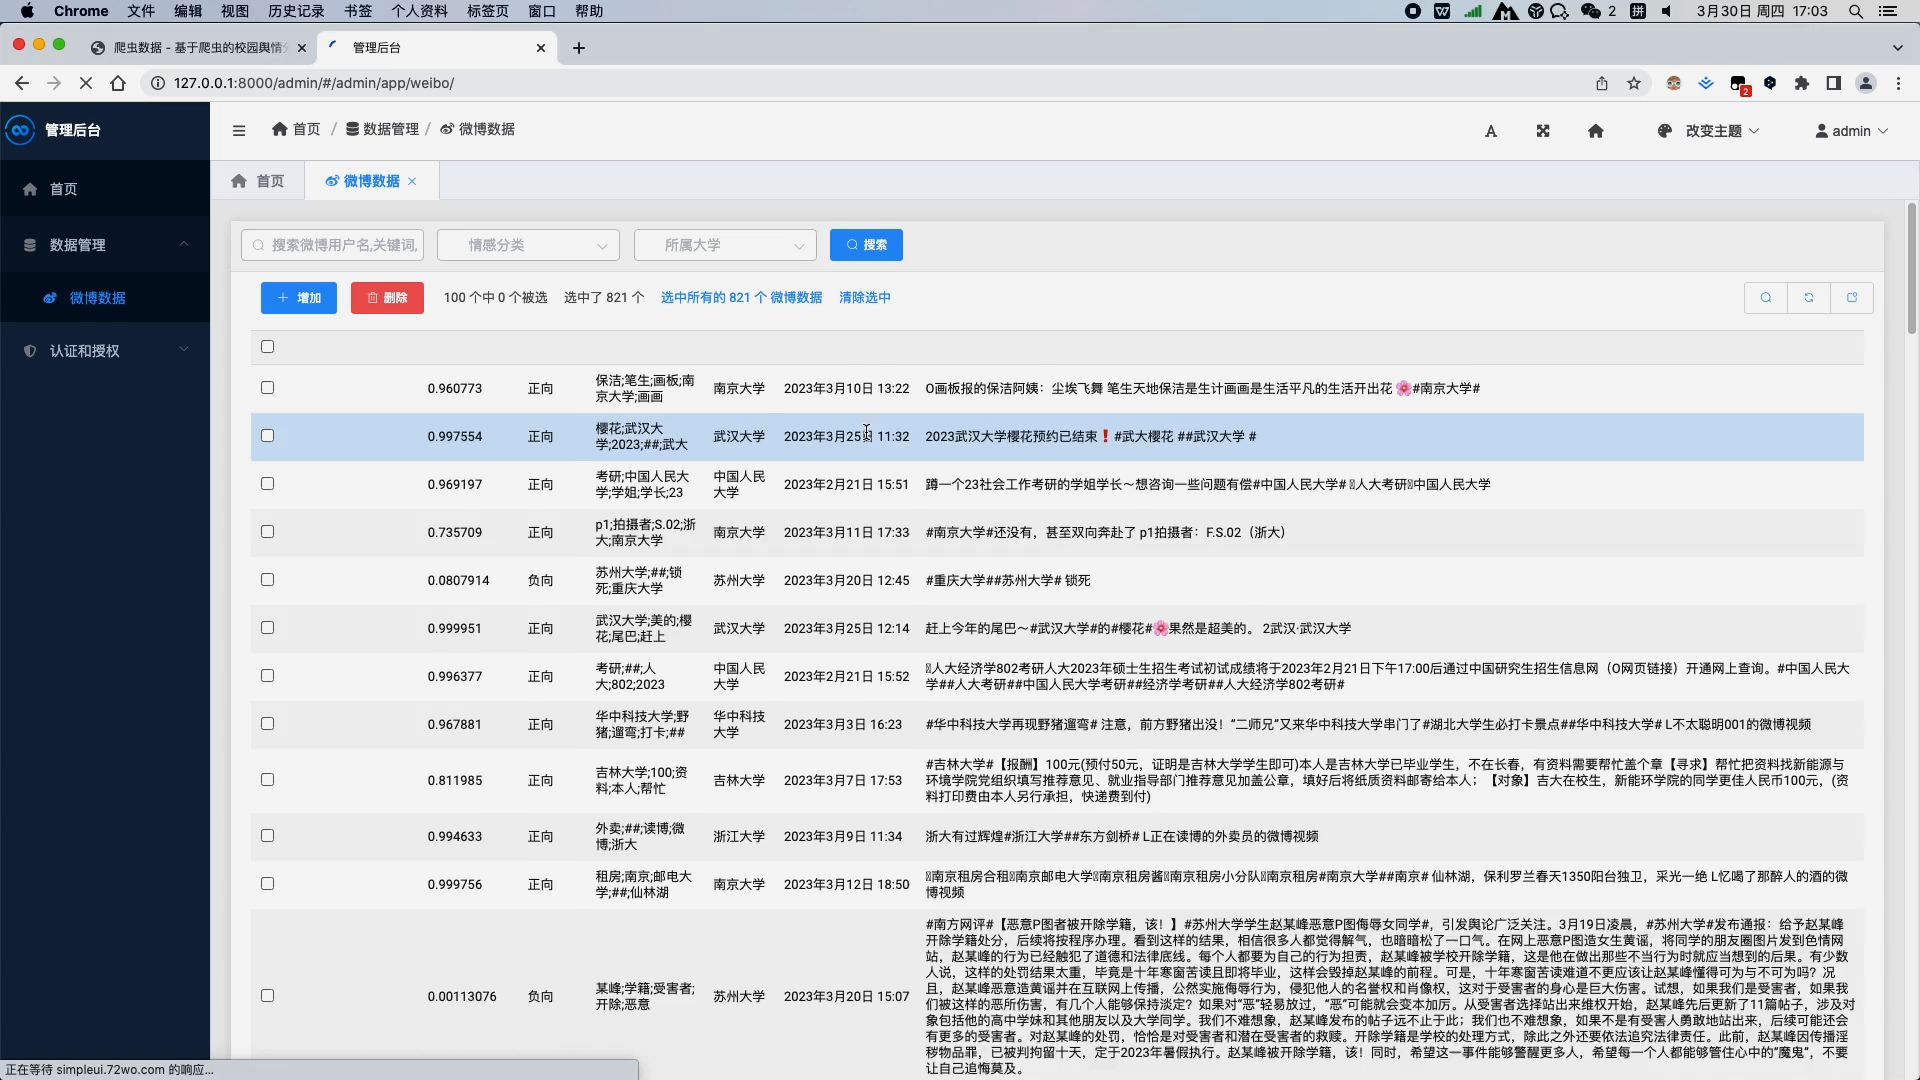 Chrome 文件 编辑 视图 历史记录 书签 个人资料 标签页 窗口 帮助 2 拼 3月30日 周四 17:03
爬虫数据 - 基于爬虫的校园舆情 管理后台
127.0.0.1:8000/admin/#/admin/app/weibo/ 2
管理后台 首页 / 数据管理 / 微博数据 改变主题 admin
首页 微博数据
首页
数据管理
微博数据
认证和授权
搜索微博用户名,关键词, 情感分类 所属大学 搜索
增加 删除 100 个中 0 个被选 选中了 821 个 选中所有的 821 个 微博数据 清除选中
0.960773 正向 保洁;笔生;画板;南京大学;画画 南京大学 2023年3月10日 13:22 O画板报的保洁阿姨：尘埃飞舞 笔生天地保洁是生计画画是生活平凡的生活开出花 🌸#南京大学#
0.997554 正向 樱花;武汉大学;2023;##;武大 武汉大学 2023年3月25日 11:32 2023武汉大学樱花预约已结束❗#武大樱花 ##武汉大学 #
0.969197 正向 考研;中国人民大学;学姐;学长;23 中国人民大学 2023年2月21日 15:51 蹲一个23社会工作考研的学姐学长～想咨询一些问题有偿#中国人民大学# 人大考研中国人民大学
0.735709 正向 p1;拍摄者;S.02;浙大;南京大学 南京大学 2023年3月11日 17:33 #南京大学#还没有，甚至双向奔赴了 p1拍摄者：F.S.02（浙大）
0.0807914 负向 苏州大学;##;锁死;重庆大学 苏州大学 2023年3月20日 12:45 #重庆大学##苏州大学# 锁死
0.999951 正向 武汉大学;美的;樱花;尾巴;赶上 武汉大学 2023年3月25日 12:14 赶上今年的尾巴～#武汉大学#的#樱花#🌸果然是超美的。 2武汉·武汉大学
0.996377 正向 考研;##;人大;802;2023 中国人民大学 2023年2月21日 15:52 人大经济学802考研人大2023年硕士生招生考试初试成绩将于2023年2月21日下午17:00后通过中国研究生招生信息网（O网页链接）开通网上查询。#中国人民大
学##人大考研##中国人民大学考研##经济学考研##人大经济学802考研#
0.967881 正向 华中科技大学;野猪;遛弯;打卡;## 华中科技大学 2023年3月3日 16:23 #华中科技大学再现野猪遛弯# 注意，前方野猪出没！“二师兄”又来华中科技大学串门了#湖北大学生必打卡景点##华中科技大学# L不太聪明001的微博视频
0.811985 正向 吉林大学;100;资料;本人;帮忙 吉林大学 2023年3月7日 17:53 #吉林大学#【报酬】100元(预付50元，证明是吉林大学学生即可)本人是吉林大学已毕业学生，不在长春，有资料需要帮忙盖个章【寻求】帮忙把资料找新能源与
环境学院党组织填写推荐意见、就业指导部门推荐意见加盖公章，填好后将纸质资料邮寄给本人；【对象】吉大在校生，新能环学院的同学更佳人民币100元，(资
料打印费由本人另行承担，快递费到付)
0.994633 正向 外卖;##;读博;微博;浙大 浙江大学 2023年3月9日 11:34 浙大有过辉煌#浙江大学##东方剑桥# L正在读博的外卖员的微博视频
0.999756 正向 租房;南京;邮电大学;##;仙林湖 南京大学 2023年3月12日 18:50 南京租房合租南京邮电大学南京租房酱南京租房小分队南京租房#南京大学##南京# 仙林湖，保利罗兰春天1350阳台独卫，采光一绝 L忆喝了那醉人的酒的微
博视频
0.00113076 负向 某峰;学籍;受害者;开除;恶意 苏州大学 2023年3月20日 15:07 #南方网评#【恶意P图者被开除学籍，该！】#苏州大学学生赵某峰恶意P图侮辱女同学#，引发舆论广泛关注。3月19日凌晨，#苏州大学#发布通报：给予赵某峰
开除学籍处分，后续将按程序办理。看到这样的结果，相信很多人都觉得解气，也暗暗松了一口气。在网上恶意P图造女生黄谣，将同学的朋友圈图片发到色情网
站，赵某峰的行为已经触犯了道德和法律底线。每个人都要为自己的行为担责，赵某峰被学校开除学籍，这是他在做出那些不当行为时就应当想到的后果。有少数
人说，这样的处罚结果太重，毕竟是十年寒窗苦读且即将毕业，这样会毁掉赵某峰的前程。可是，十年寒窗苦读难道不更应该让赵某峰懂得可为与不可为吗？况
且，赵某峰恶意造黄谣并在互联网上传播，公然实施侮辱行为，侵犯他人的名誉权和肖像权，这对于受害者的身心是巨大伤害。试想，如果我们是受害者，如果我
们被这样的恶所伤害，有几个人能够保持淡定？如果对“恶”轻易放过，“恶”可能就会变本加厉。从受害者选择站出来维权开始，赵某峰先后更新了11篇帖子，涉及对
象包括他的高中学妹和其他朋友以及大学同学。我们不难想象，赵某峰发布的帖子远不止于此；我们也不难想象，如果不是有受害人勇敢地站出来，后续可能还会
有更多的受害者。对赵某峰的处罚，恰恰是对受害者和潜在受害者的救赎。开除学籍是学校的处理方式，除此之外还要依法追究法律责任。此前，赵某峰因传播淫
秽物品罪，已被判拘留十天，定于2023年暑假执行。赵某峰被开除学籍，该！同时，希望这一事件能够警醒更多人，希望每一个人都能够管住心中的“魔鬼”，不要
让自己追悔莫及。
正在等待 simpleui.72wo.com 的响应...